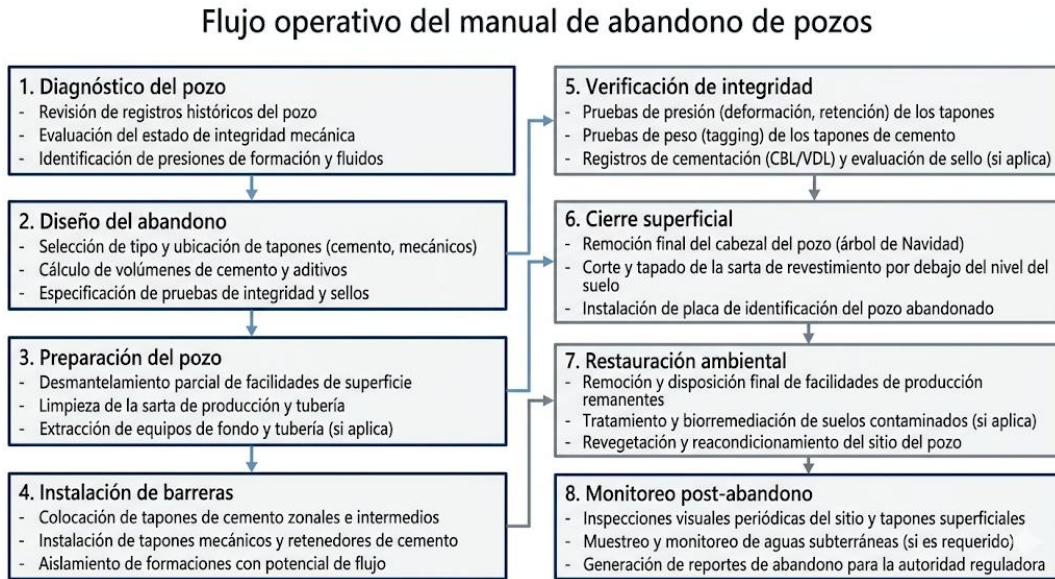 Flujo operativo del manual de abandono de pozos
1. Diagnóstico del pozo
- Revisión de registros históricos del pozo
- Evaluación del estado de integridad mecánica
- Identificación de presiones de formación y fluidos
2. Diseño del abandono
- Selección de tipo y ubicación de tapones (cemento, mecánicos)
- Cálculo de volúmenes de cemento y aditivos
- Especificación de pruebas de integridad y sellos
3. Preparación del pozo
- Desmantelamiento parcial de facilidades de superficie
- Limpieza de la sarta de producción y tubería
- Extracción de equipos de fondo y tubería (si aplica)
4. Instalación de barreras
- Colocación de tapones de cemento zonales e intermedios
- Instalación de tapones mecánicos y retenedores de cemento
- Aislamiento de formaciones con potencial de flujo
5. Verificación de integridad
- Pruebas de presión (deformación, retención) de los tapones
- Pruebas de peso (tagging) de los tapones de cemento
- Registros de cementación (CBL/VDL) y evaluación de sello (si aplica)
6. Cierre superficial
- Remoción final del cabezal del pozo (árbol de Navidad)
- Corte y tapado de la sarta de revestimiento por debajo del nivel del
suelo
- Instalación de placa de identificación del pozo abandonado
7. Restauración ambiental
- Remoción y disposición final de facilidades de producción
remanentes
- Tratamiento y biorremediación de suelos contaminados (si aplica)
- Revegetación y reacondicionamiento del sitio del pozo
8. Monitoreo post-abandono
- Inspecciones visuales periódicas del sitio y tapones superficiales
- Muestreo y monitoreo de aguas subterráneas (si es requerido)
- Generación de reportes de abandono para la autoridad reguladora